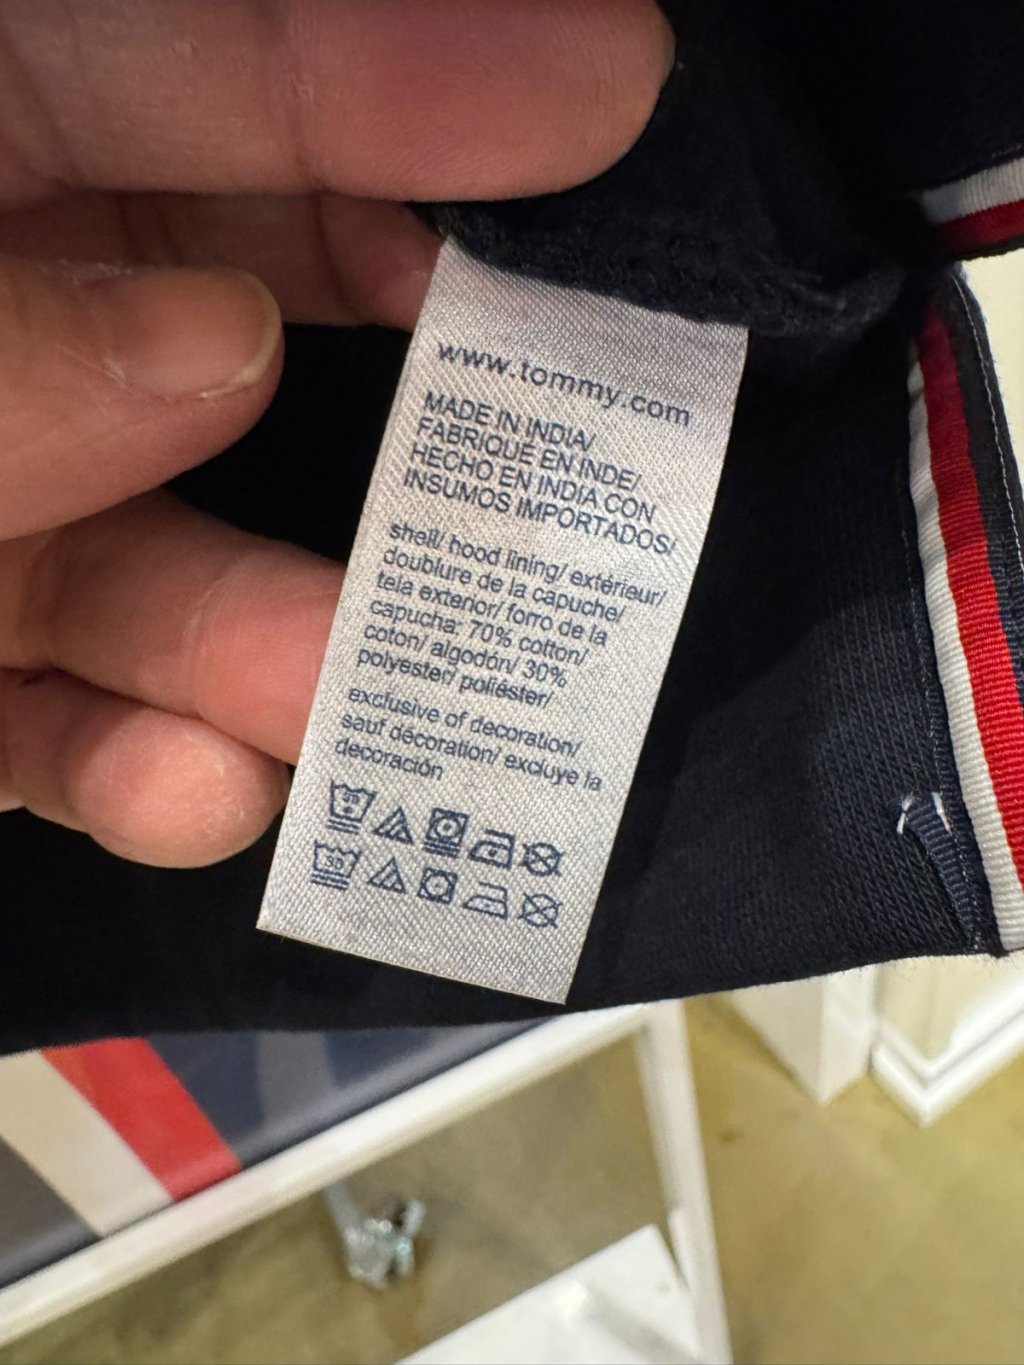 www.tommy.com
MADE IN INDIA/
FABRIQUÉ EN INDE/
HECHO EN INDIA CON
INSUMOS IMPORTADOS/
shell/ hood lining/ extérieur/
doublure de la capuche/
tela exterior/ forro de la
capucha: 70% cotton/
coton/ algodón/ 30%
polyester/ poliéster/
exclusive of decoration/
sauf décoration/ excluye la
decoración
30